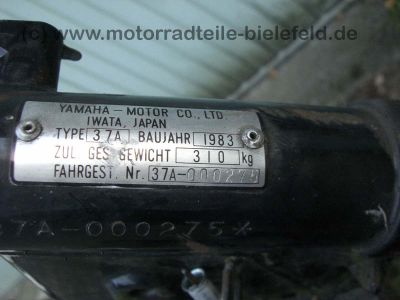 (c) www.motorradteile-bielefeld.de
YAMAHA - MOTOR CO., LTD.
IWATA, JAPAN
TYPE 37A BAUJAHR 1983
ZUL. GES. GEWICHT 310 kg
FAHRGEST. Nr. 37A-000275
37A-000275*